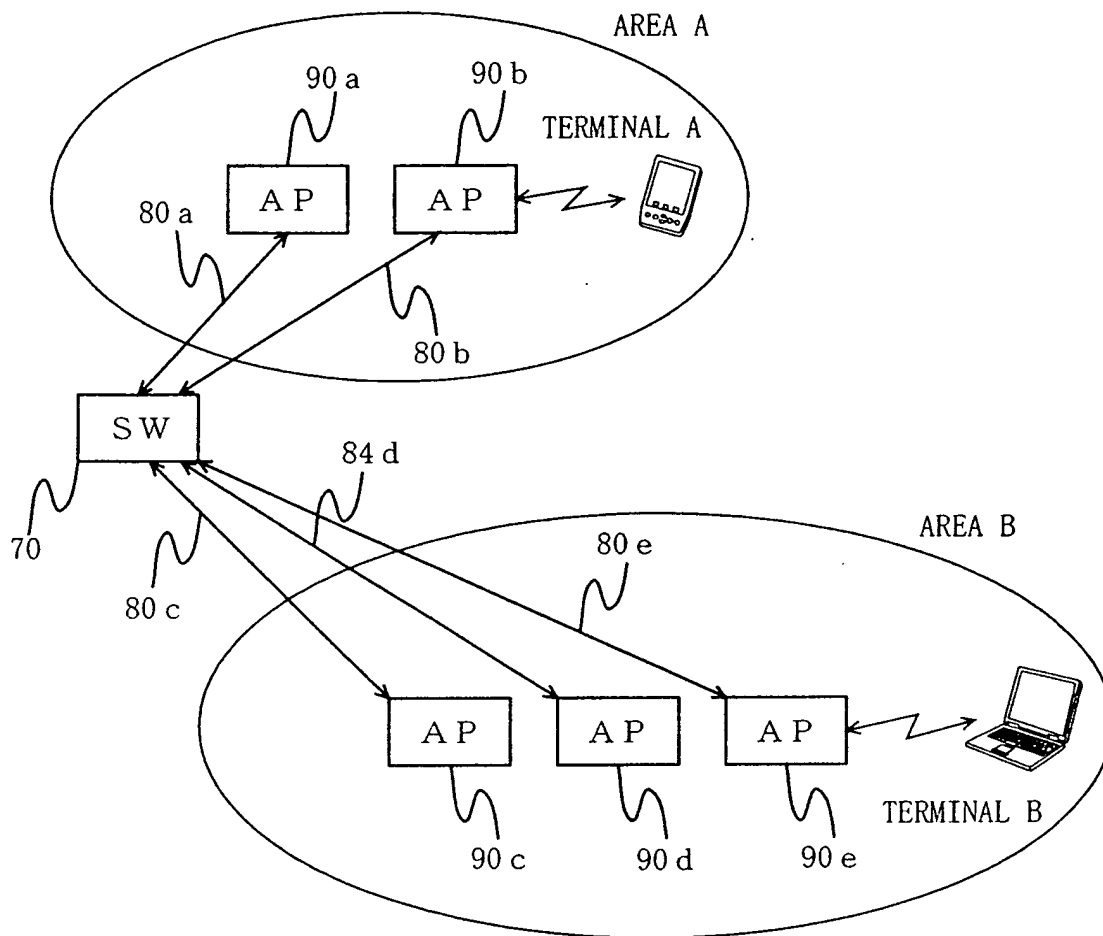 AREA A
90 a
90 b
TERMINAL A
A P
A P
80 a
80 b
S W
84 d
70
80 c
AREA B
80 e
A P
A P
A P
TERMINAL B
90 c
90 d
90 e